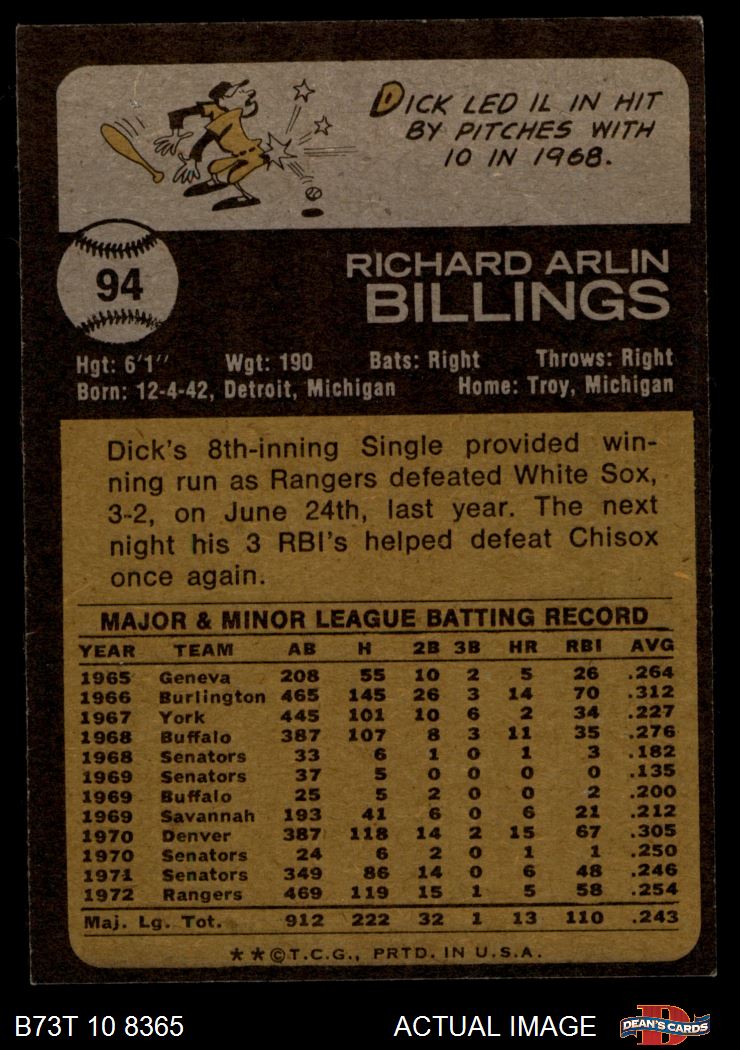 DICK LED IL IN HIT
BY PITCHES WITH
10 IN 1968.
94
RICHARD ARLIN
BILLINGS
Hgt: 6'1" Wgt: 190 Bats: Right Throws: Right
Born: 12-4-42, Detroit, Michigan Home: Troy, Michigan
Dick's 8th-inning Single provided win-
ning run as Rangers defeated White Sox,
3-2, on June 24th, last year. The next
night his 3 RBI's helped defeat Chisox
once again.
MAJOR & MINOR LEAGUE BATTING RECORD
YEAR TEAM AB H 2B 3B HR RBI AVG
1965 Geneva 208 55 10 2 5 26 .264
1966 Burlington 465 145 26 3 14 70 .312
1967 York 445 101 10 6 2 34 .227
1968 Buffalo 387 107 8 3 11 35 .276
1968 Senators 33 6 1 0 1 3 .182
1969 Senators 37 5 0 0 0 0 .135
1969 Buffalo 25 5 2 0 0 2 .200
1969 Savannah 193 41 6 0 6 21 .212
1970 Denver 387 118 14 2 15 67 .305
1970 Senators 24 6 2 0 1 1 .250
1971 Senators 349 86 14 0 6 48 .246
1972 Rangers 469 119 15 1 5 58 .254
Maj. Lg. Tot. 912 222 32 1 13 110 .243
**©T.C.G., PRTD. IN U.S.A.
B73T 10 8365 ACTUAL IMAGE DEAN'S CARDS